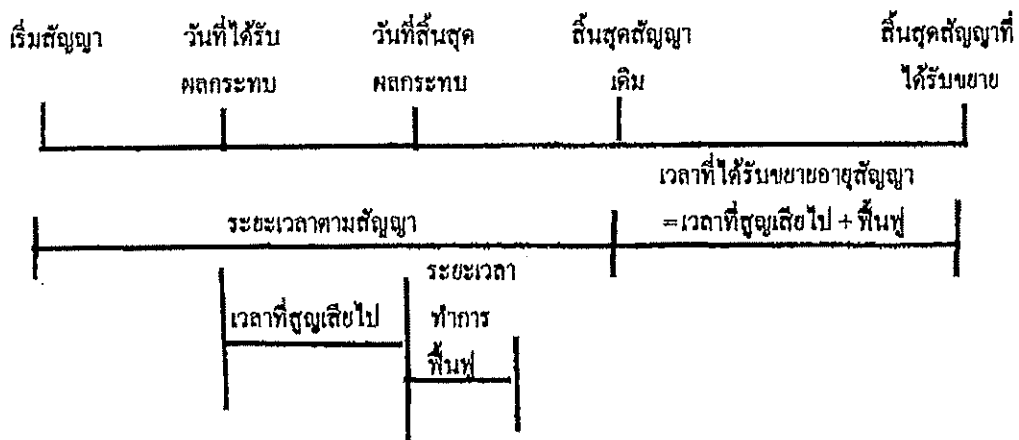 เริ่มสัญญา วันที่ได้รับ วันที่สิ้นสุด สิ้นสุดสัญญา สิ้นสุดสัญญาที่
ผลกระทบ ผลกระทบ เดิม ได้รับขยาย
เวลาที่ได้รับขยายอายุสัญญา
ระยะเวลาตามสัญญา =เวลาที่สูญเสียไป + ฟื้นฟู
ระยะเวลา
เวลาที่สูญเสียไป ทำการ
ฟื้นฟู